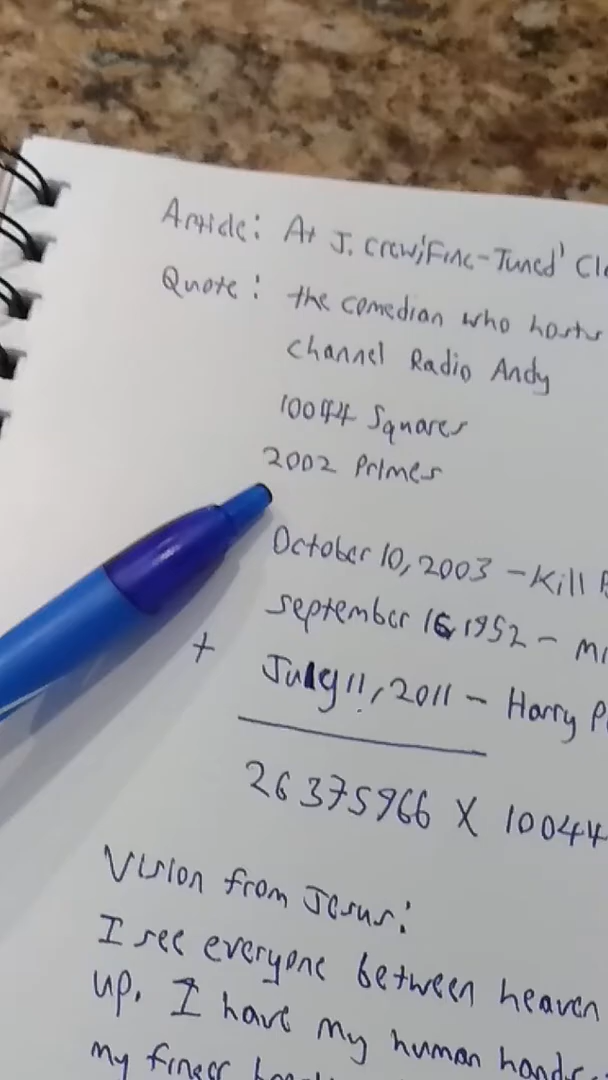 Article: At J. Crew, 'Fine-Tuned' Cl
Quote: the comedian who hosts
channel Radio Andy
10044 Squares
2002 Primes
October 10, 2003 - Kill B
September 16, 1952 - M
+ July 11, 2011 - Harry P
26375966 X 10044
Vision from Jesus:
I see everyone between heaven
up. I have my human hands
my finger